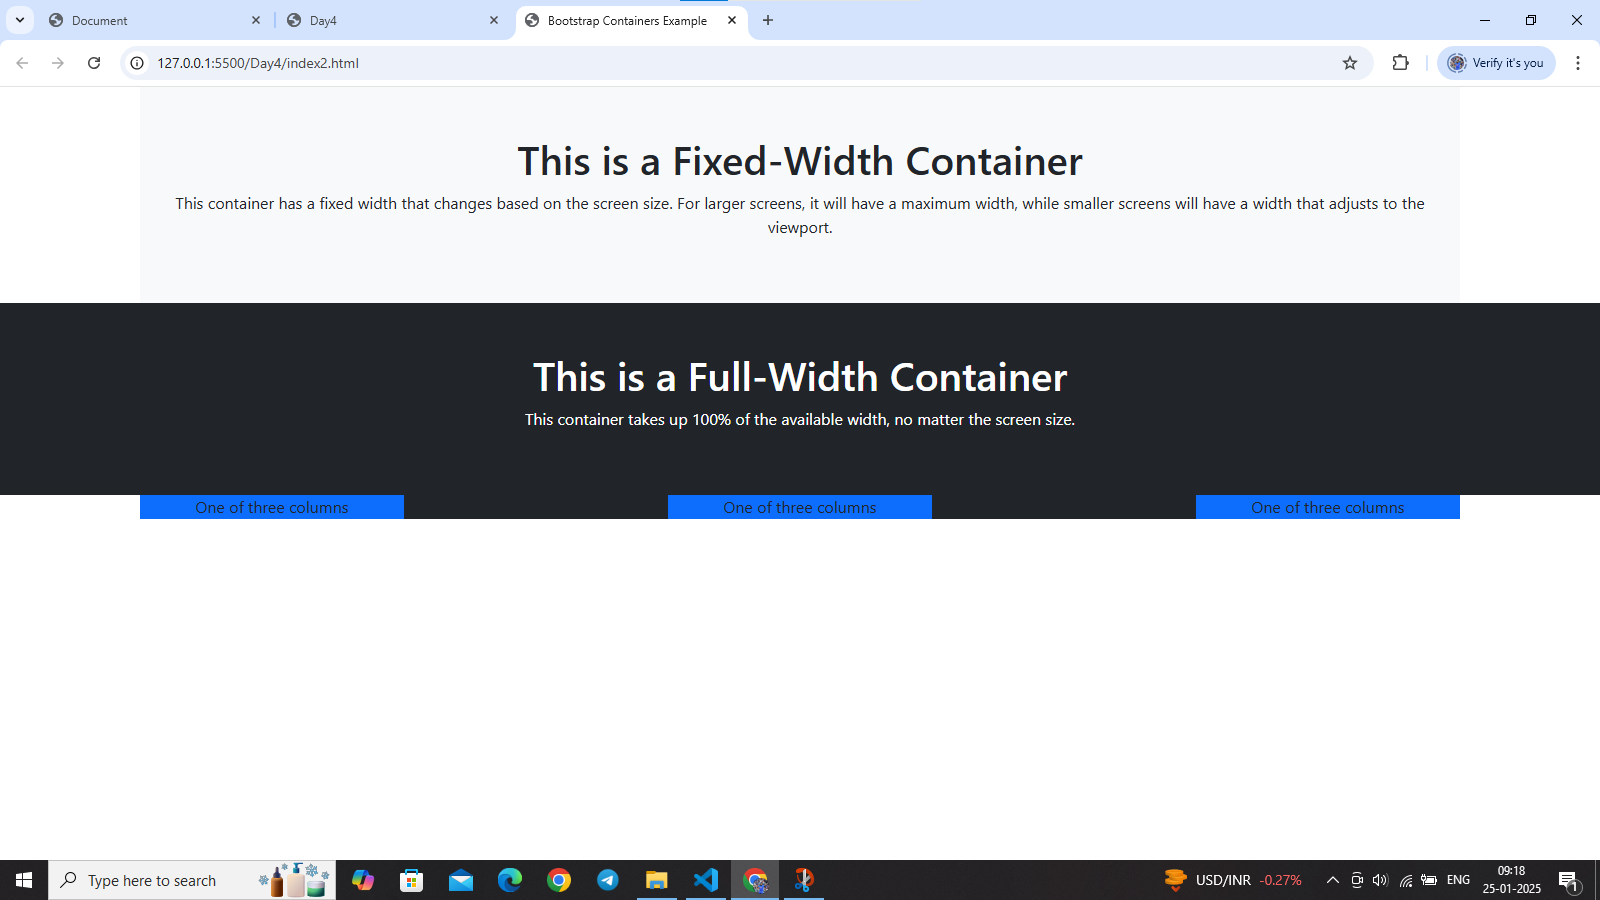 Document
Day4
Bootstrap Containers Example
127.0.0.1:5500/Day4/index2.html
Verify it's you
This is a Fixed-Width Container
This container has a fixed width that changes based on the screen size. For larger screens, it will have a maximum width, while smaller screens will have a width that adjusts to the
viewport.
This is a Full-Width Container
This container takes up 100% of the available width, no matter the screen size.
One of three columns One of three columns One of three columns
Type here to search
USD/INR -0.27%
ENG
09:18
25-01-2025
1